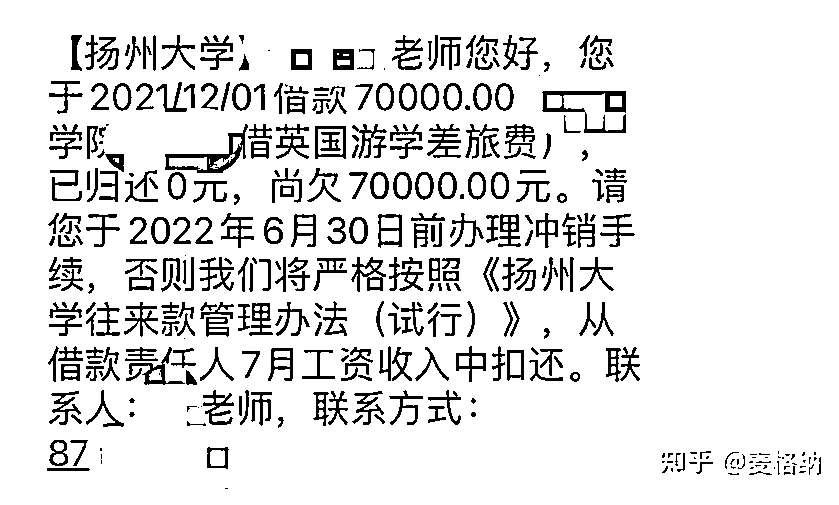 【扬州大学】 老师您好，您
于2021/12/01借款70000.00
学院 借英国游学差旅费），
已归还0元，尚欠70000.00元。请
您于2022年6月30日前办理冲销手
续，否则我们将严格按照《扬州大
学往来款管理办法（试行）》，从
借款责任人7月工资收入中扣还。联
系人： 老师，联系方式：
87
知乎 @麦格纳